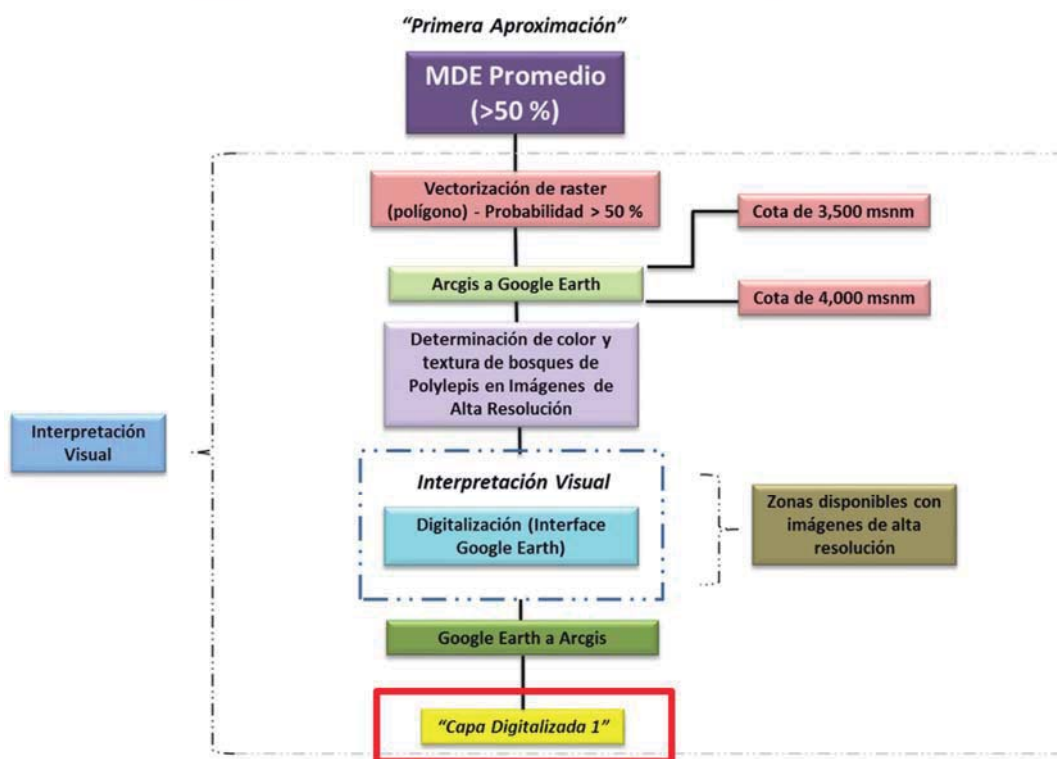 “Primera Aproximación”
MDE Promedio
(>50 %)
Vectorización de raster
(polígono) - Probabilidad > 50 %
Cota de 3,500 msnm
Arcgis a Google Earth
Cota de 4,000 msnm
Determinación de color y
textura de bosques de
Polylepis en Imágenes de
Alta Resolución
Interpretación
Visual
Interpretación Visual
Digitalización (Interface
Google Earth)
Zonas disponibles con
imágenes de alta
resolución
Google Earth a Arcgis
“Capa Digitalizada 1”